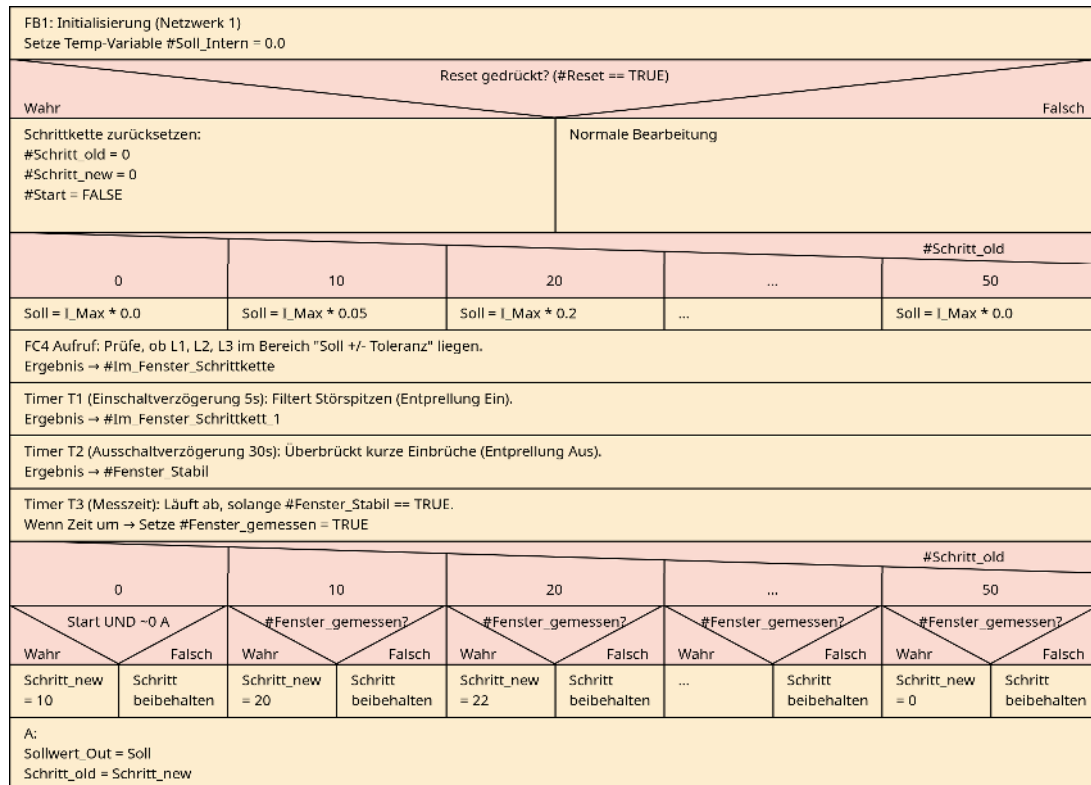 FB1: Initialisierung (Netzwerk 1)
Setze Temp-Variable #Soll_Intern = 0.0
Reset gedrückt? (#Reset == TRUE)
Wahr
Falsch
Schrittkette zurücksetzen:
#Schritt_old = 0
#Schritt_new = 0
#Start = FALSE
Normale Bearbeitung
#Schritt_old
0
10
20
...
50
Soll = I_Max * 0.0
Soll = I_Max * 0.05
Soll = I_Max * 0.2
...
Soll = I_Max * 0.0
FC4 Aufruf: Prüfe, ob L1, L2, L3 im Bereich "Soll +/- Toleranz" liegen.
Ergebnis → #Im_Fenster_Schrittkette
Timer T1 (Einschaltverzögerung 5s): Filtert Störspitzen (Entprellung Ein).
Ergebnis → #Im_Fenster_Schrittkett_1
Timer T2 (Ausschaltverzögerung 30s): Überbrückt kurze Einbrüche (Entprellung Aus).
Ergebnis → #Fenster_Stabil
Timer T3 (Messzeit): Läuft ab, solange #Fenster_Stabil == TRUE.
Wenn Zeit um → Setze #Fenster_gemessen = TRUE
#Schritt_old
0
10
20
...
50
Start UND ~0 A
#Fenster_gemessen?
#Fenster_gemessen?
#Fenster_gemessen?
#Fenster_gemessen?
Wahr
Falsch
Wahr
Falsch
Wahr
Falsch
Wahr
Falsch
Wahr
Falsch
Schritt_new
= 10
Schritt
beibehalten
Schritt_new
= 20
Schritt
beibehalten
Schritt_new
= 22
Schritt
beibehalten
...
Schritt
beibehalten
Schritt_new
= 0
Schritt
beibehalten
A:
Sollwert_Out = Soll
Schritt_old = Schritt_new